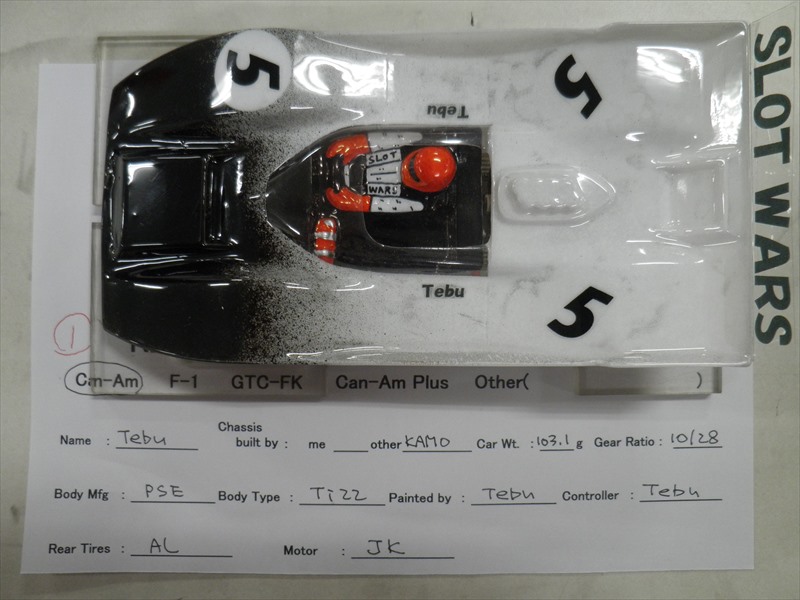 5
5
Tebu
SLOT
WARS
SLOT WARS
Tebu
5
1
Can-Am F-1 GTC-FK Can-Am Plus Other( )
Name : Tebu Chassis built by : me other KAMO Car Wt. : 103.1 g Gear Ratio : 10/28
Body Mfg : PSE Body Type : Ti22 Painted by : Tebu Controller : Tebu
Rear Tires : AL Motor : JK